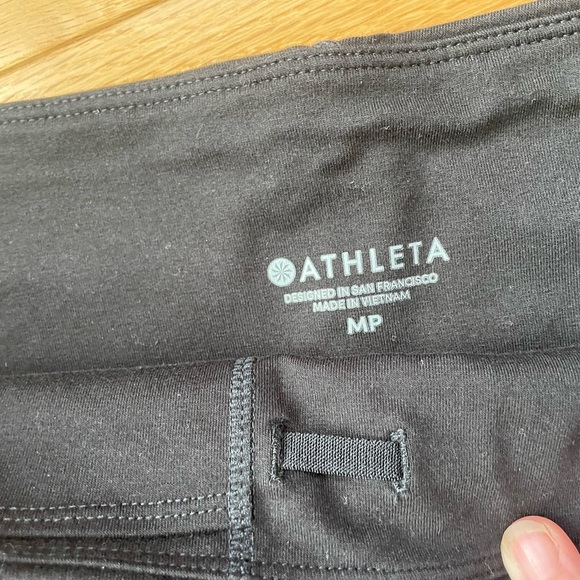 ATHLETA
DESIGNED IN SAN FRANCISCO
MADE IN VIETNAM
MP